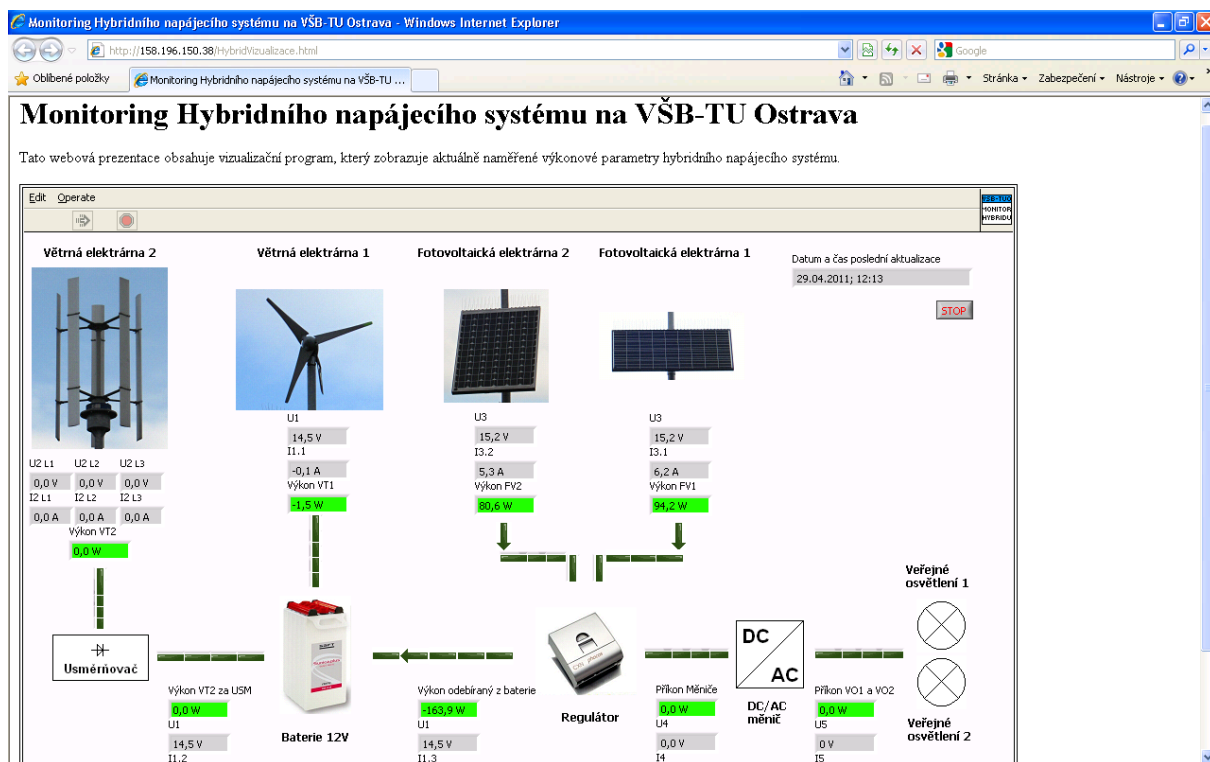 Monitoring Hybridního napájecího systému na VŠB-TU Ostrava - Windows Internet Explorer
http://158.196.150.38/HybridVizualizace.html
Google
Oblíbené položky
Monitoring Hybridního napájecího systému na VŠB-TU ...
Stránka
Zabezpečení
Nástroje
Monitoring Hybridního napájecího systému na VŠB-TU Ostrava
Tato webová prezentace obsahuje vizualizační program, který zobrazuje aktuálně naměřené výkonové parametry hybridního napájecího systému.
Edit Operate
VŠB-TUO
MONITOR
HYBRIDU
Větrná elektrárna 2
Větrná elektrárna 1
Fotovoltaická elektrárna 2
Fotovoltaická elektrárna 1
Datum a čas poslední aktualizace
29.04.2011; 12:13
STOP
U2 L1 U2 L2 U2 L3
0,0 V 0,0 V 0,0 V
I2 L1 I2 L2 I2 L3
0,0 A 0,0 A 0,0 A
Výkon VT2
0,0 W
U1
14,5 V
I1.1
-0,1 A
Výkon VT1
-1,5 W
U3
15,2 V
I3.2
5,3 A
Výkon FV2
80,6 W
U3
15,2 V
I3.1
6,2 A
Výkon FV1
94,2 W
Usměrňovač
Výkon VT2 za USM
0,0 W
U1
14,5 V
I1.2
Baterie 12V
Výkon odebíraný z baterie
-163,9 W
U1
14,5 V
I1.3
Regulátor
Příkon Měniče
0,0 W
U4
0,0 V
I4
DC
AC
DC/AC
měnič
Příkon VO1 a VO2
0,0 W
U5
0 V
I5
Veřejné
osvětlení 1
Veřejné
osvětlení 2